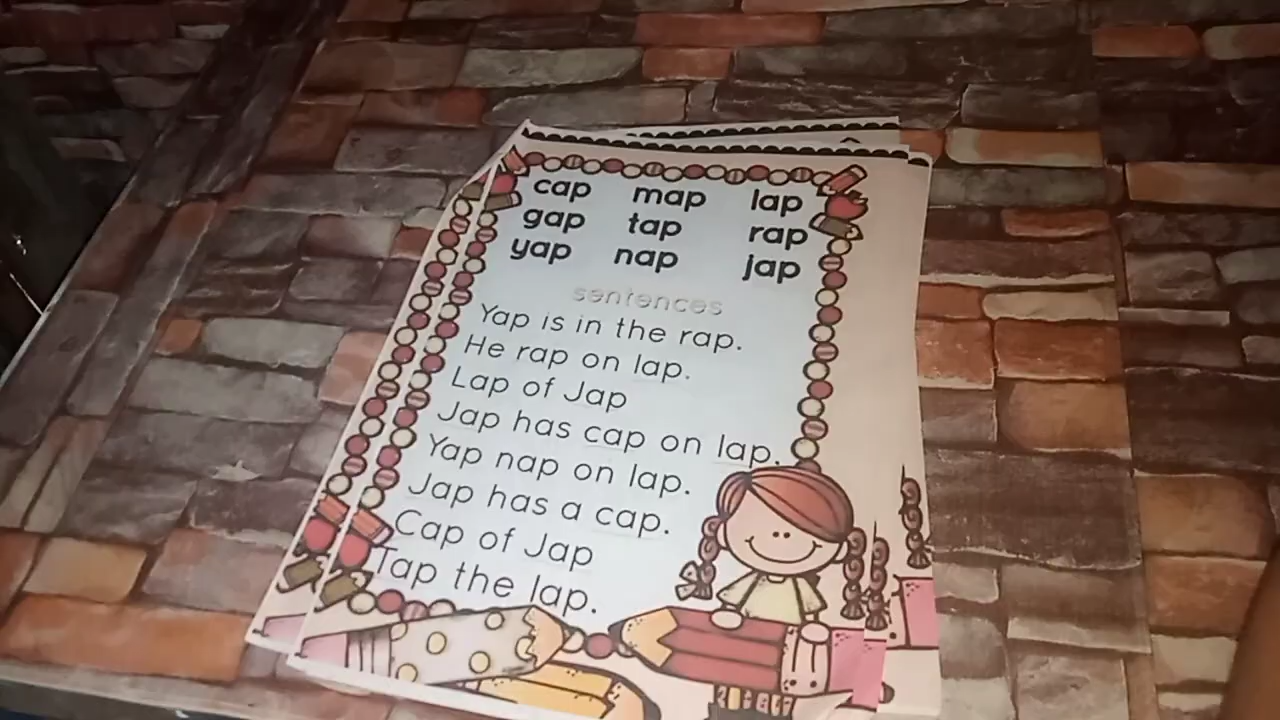 cap map lap
gap tap rap
yap nap jap
sentences
Yap is in the rap.
He rap on lap.
Lap of Jap
Jap has cap on lap.
Yap nap on lap.
Jap has a cap.
Cap of Jap
Tap the lap.